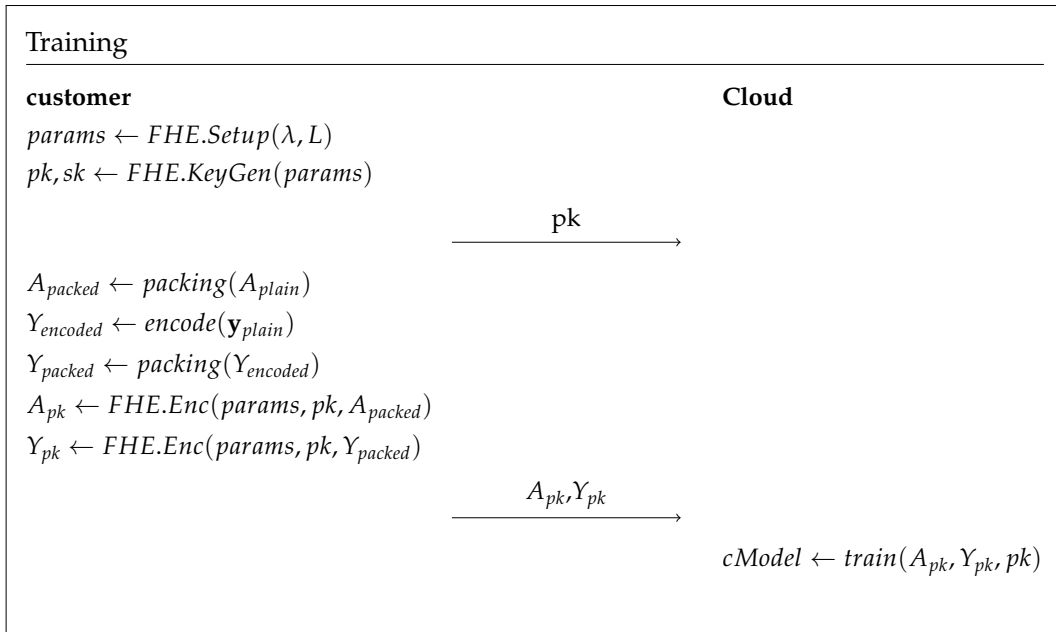 Training
customer Cloud
params ← FHE.Setup(λ, L)
pk, sk ← FHE.KeyGen(params)
pk
A_packed ← packing(A_plain)
Y_encoded ← encode(y_plain)
Y_packed ← packing(Y_encoded)
A_pk ← FHE.Enc(params, pk, A_packed)
Y_pk ← FHE.Enc(params, pk, Y_packed)
A_pk,Y_pk
cModel ← train(A_pk, Y_pk, pk)